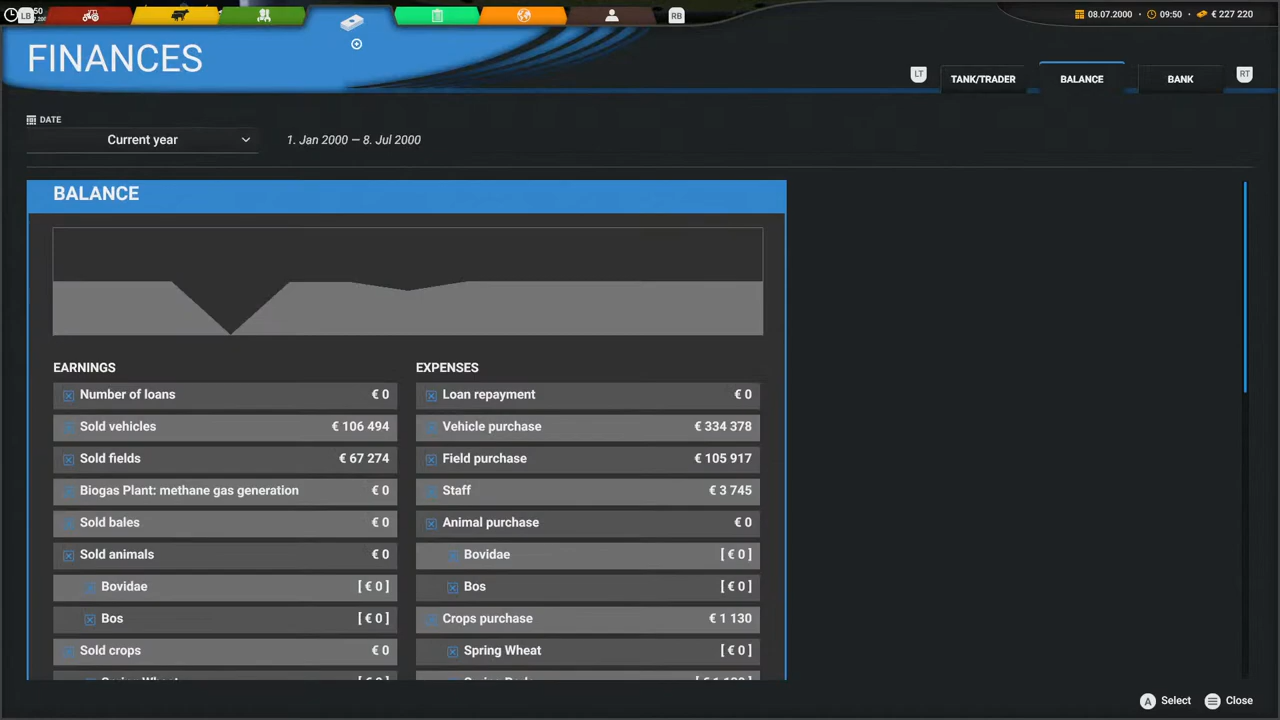 LB
RB
08.07.2000 09:50 € 227 220
FINANCES
LT TANK/TRADER BALANCE BANK RT
DATE
Current year 1. Jan 2000 — 8. Jul 2000
BALANCE
EARNINGS EXPENSES
Number of loans € 0 Loan repayment € 0
Sold vehicles € 106 494 Vehicle purchase € 334 378
Sold fields € 67 274 Field purchase € 105 917
Biogas Plant: methane gas generation € 0 Staff € 3 745
Sold bales € 0 Animal purchase € 0
Sold animals € 0 Bovidae [ € 0 ]
Bovidae [ € 0 ] Bos [ € 0 ]
Bos [ € 0 ] Crops purchase € 1 130
Sold crops € 0 Spring Wheat [ € 0 ]
A Select Close